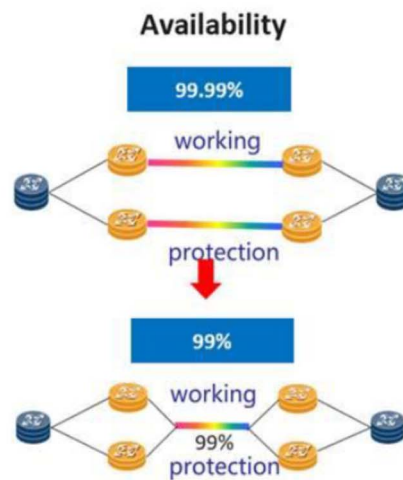 Availability
99.99%
working
protection
99%
working
99%
protection